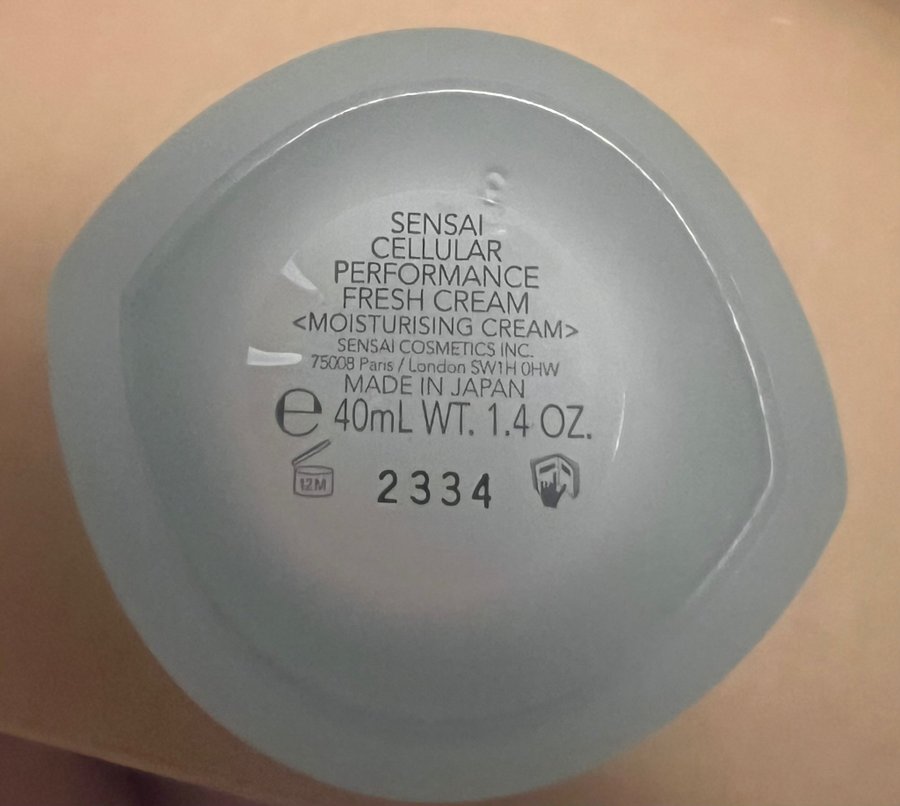 SENSAI
CELLULAR
PERFORMANCE
FRESH CREAM
<MOISTURISING CREAM>
SENSAI COSMETICS INC.
75008 Paris / London SW1H 0HW
MADE IN JAPAN
℮ 40mL WT. 1.4 OZ.
12M 2334